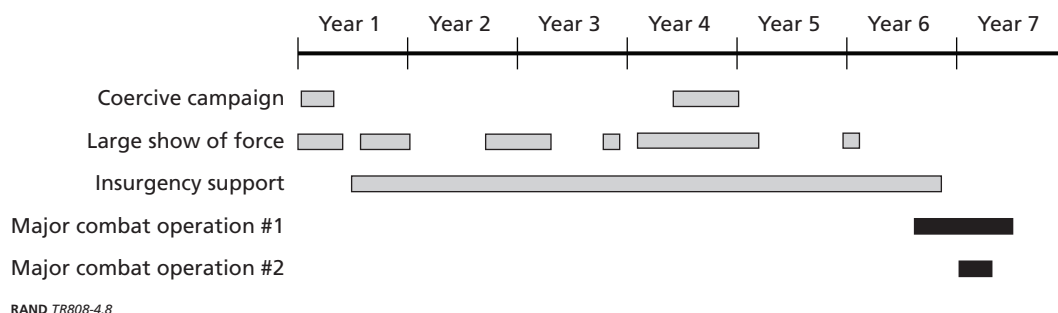 Year 1 Year 2 Year 3 Year 4 Year 5 Year 6 Year 7
Coercive campaign
Large show of force
Insurgency support
Major combat operation #1
Major combat operation #2
RAND TR808-4.8